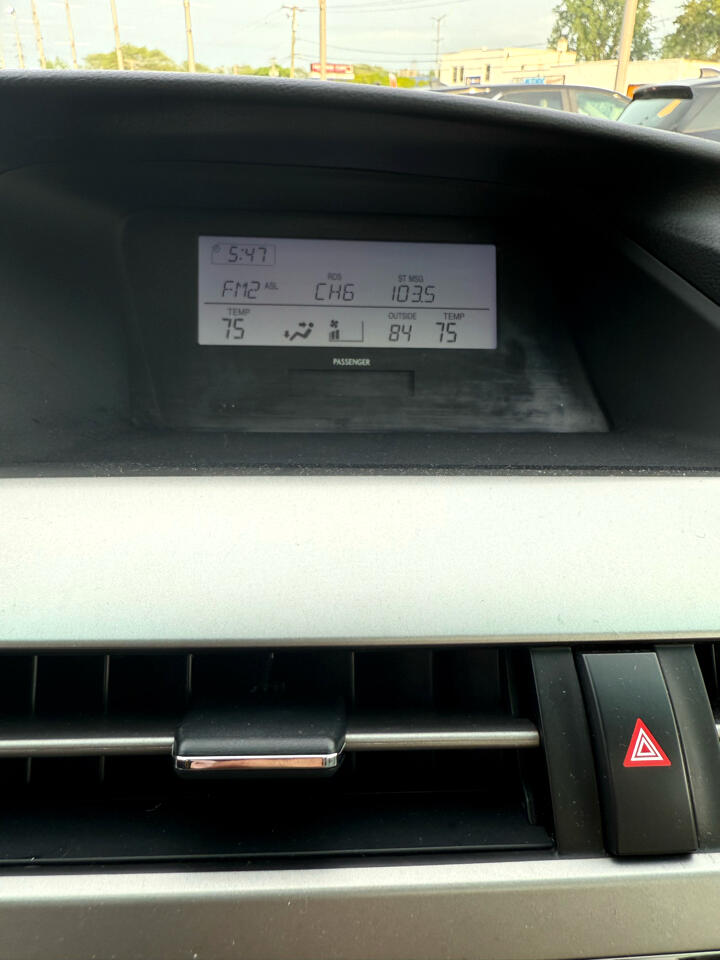 5:47
RDS ST MSG
FM2 ASL CH6 103.5
TEMP OUTSIDE TEMP
75 84 75
PASSENGER